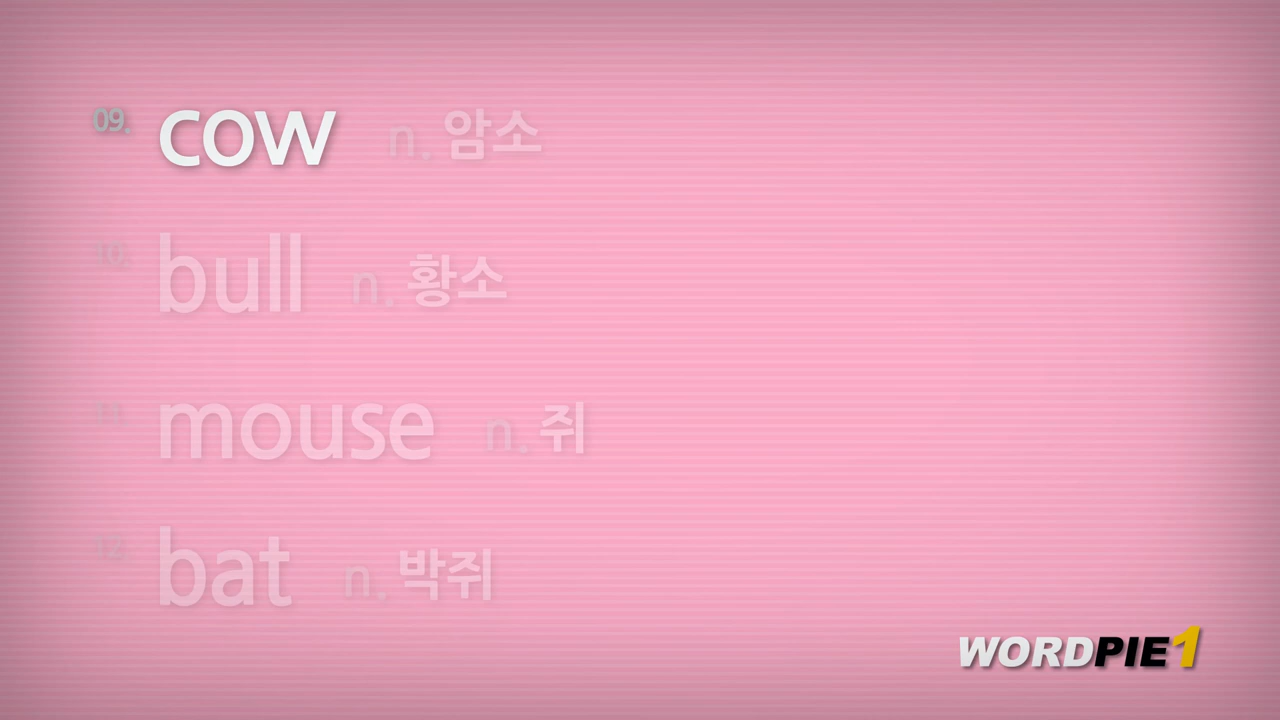 09. cow n. 암소
10. bull n. 황소
11. mouse n. 쥐
12. bat n. 박쥐
WORDPIE1